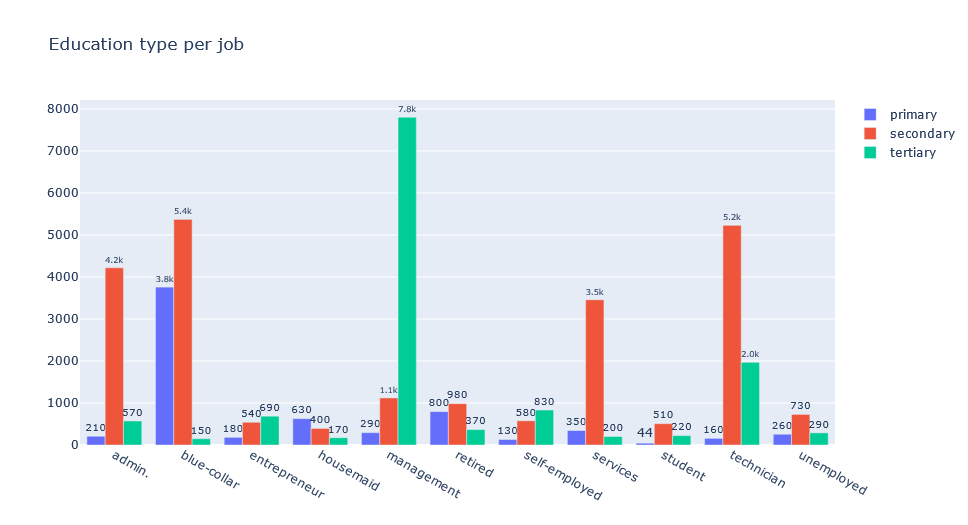 Education type per job
primary
secondary
tertiary
8000
7000
6000
5000
4000
3000
2000
1000
0
210 4.2k 570
3.8k 5.4k 150
180 540 690
630 400 170
290 1.1k 7.8k
800 980 370
130 580 830
350 3.5k 200
44 510 220
160 5.2k 2.0k
260 730 290
admin.
blue-collar
entrepreneur
housemaid
management
retired
self-employed
services
student
technician
unemployed